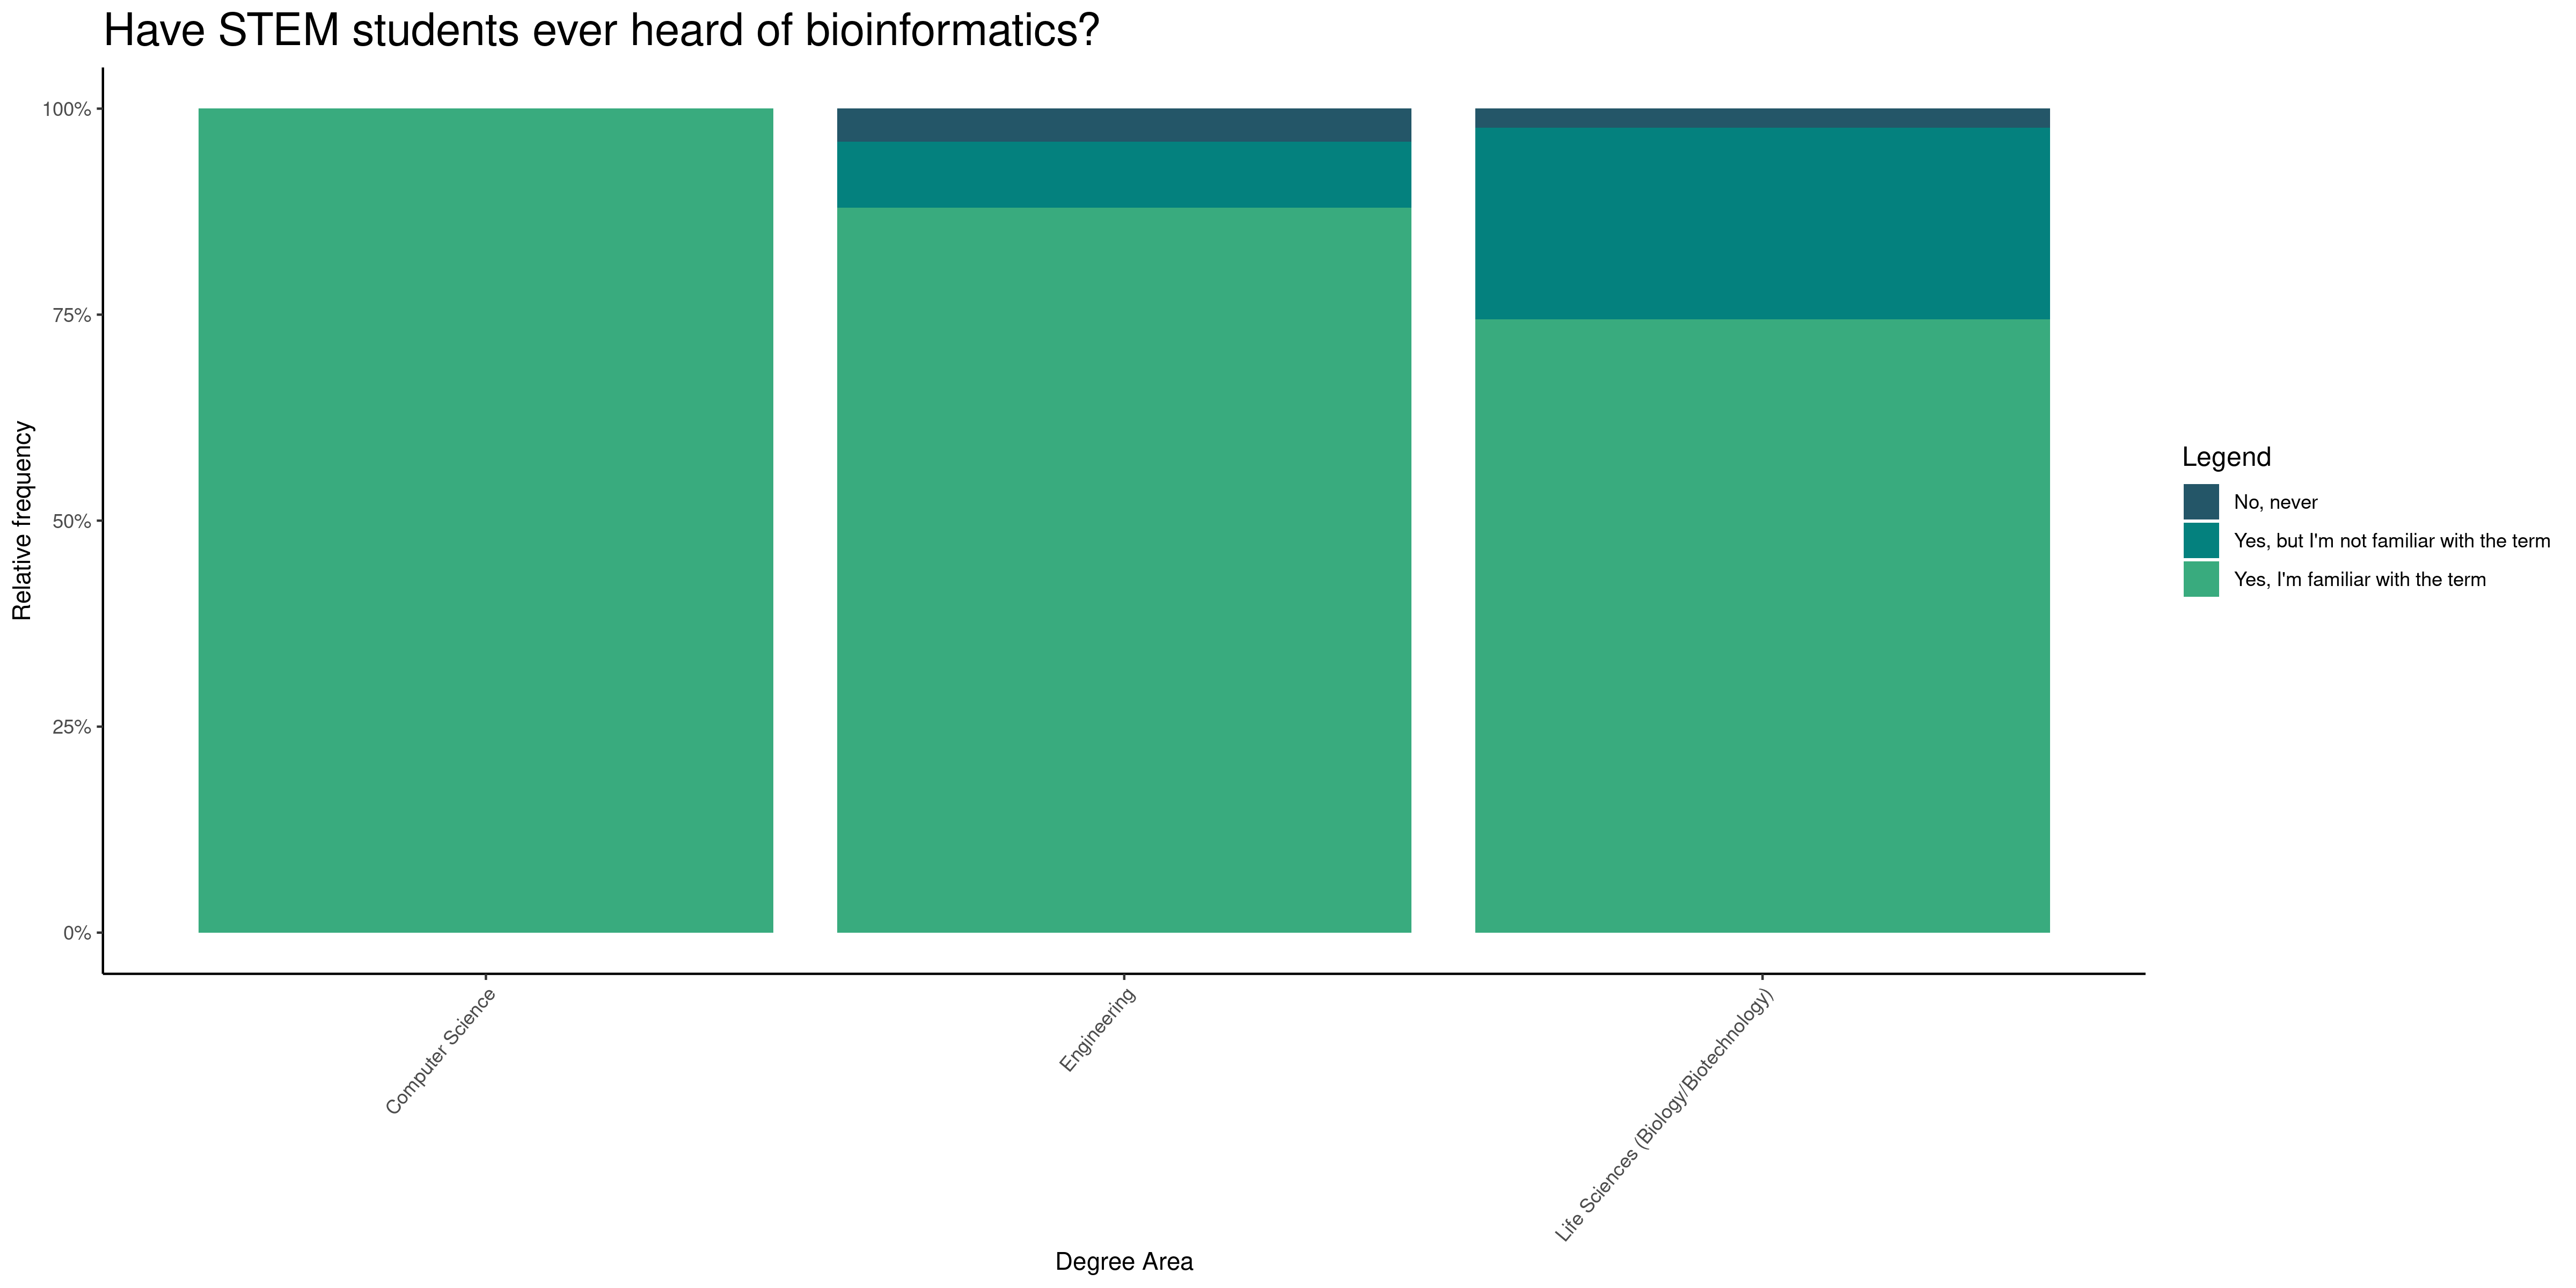 Have STEM students ever heard of bioinformatics?
Relative frequency
100%
75%
50%
25%
0%
Computer Science
Engineering
Life Sciences (Biology/Biotechnology)
Degree Area
Legend
No, never
Yes, but I'm not familiar with the term
Yes, I'm familiar with the term